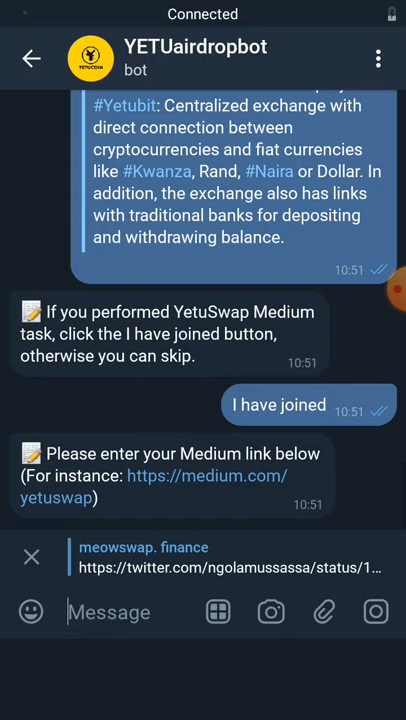 Connected
YETUairdropbot
YETUCOIN
bot
#Yetubit: Centralized exchange with
direct connection between
cryptocurrencies and fiat currencies
like #Kwanza, Rand, #Naira or Dollar. In
addition, the exchange also has links
with traditional banks for depositing
and withdrawing balance.
10:51
📝 If you performed YetuSwap Medium
task, click the I have joined button,
otherwise you can skip.
10:51
I have joined
10:51
📝 Please enter your Medium link below
(For instance: https://medium.com/
yetuswap)
10:51
meowswap. finance
https://twitter.com/ngolamussassa/status/1...
Message